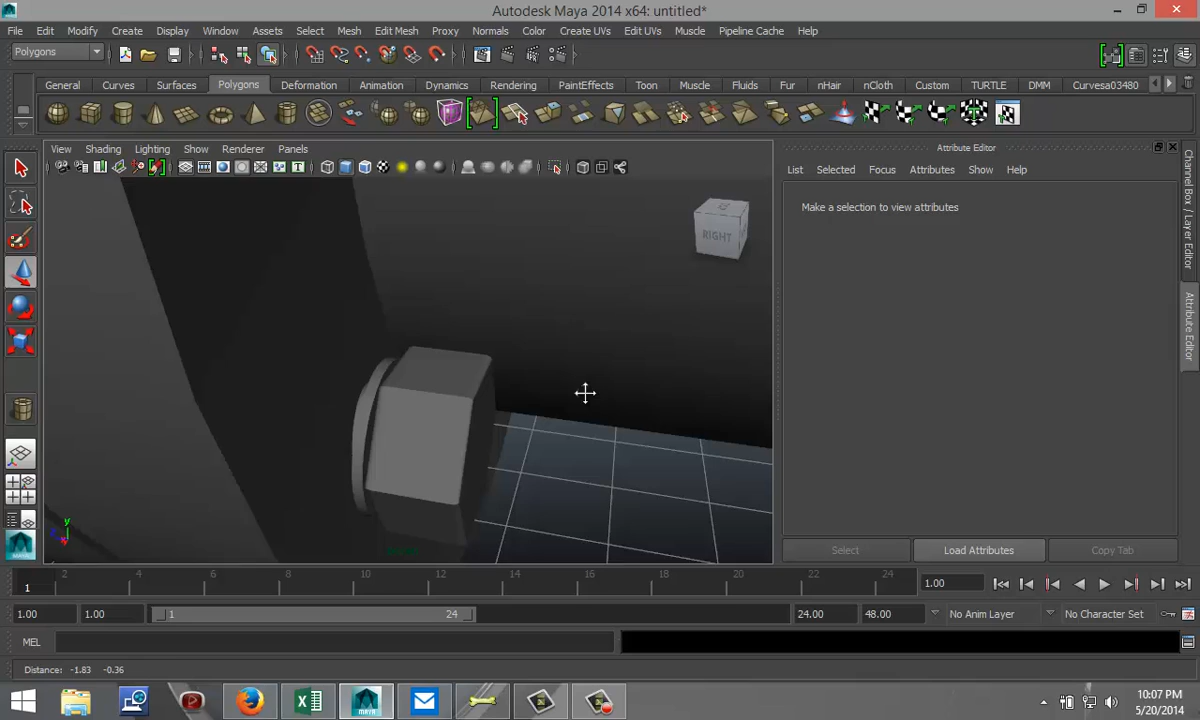 Autodesk Maya 2014 x64: untitled*
File Edit Modify Create Display Window Assets Select Mesh Edit Mesh Proxy Normals Color Create UVs Edit UVs Muscle Pipeline Cache Help
Polygons
General Curves Surfaces Polygons Deformation Animation Dynamics Rendering PaintEffects Toon Muscle Fluids Fur nHair nCloth Custom TURTLE DMM Curvesa03480
View Shading Lighting Show Renderer Panels
Attribute Editor
List Selected Focus Attributes Show Help
Make a selection to view attributes
RIGHT
Channel Box / Layer Editor
Attribute Editor
y
x
Select Load Attributes Copy Tab
2 4 6 8 10 12 14 16 18 20 22 24
1
1.00
1.00 1.00 1 24 24.00 48.00 No Anim Layer No Character Set
MEL
Distance: -1.83 -0.36
10:07 PM
5/20/2014